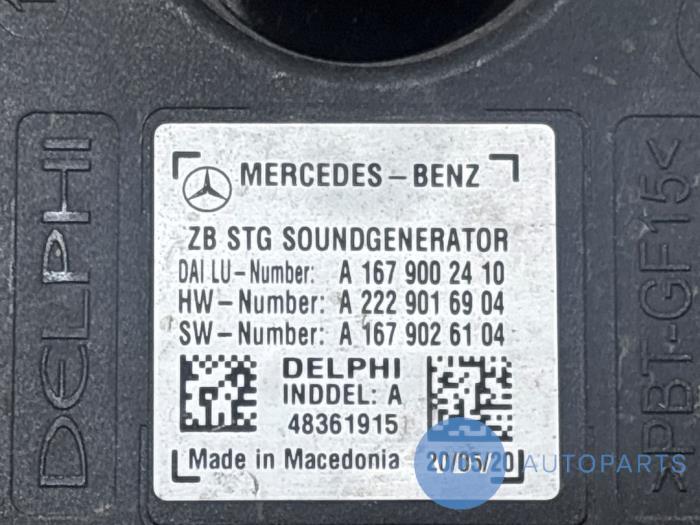 DELPHI
MERCEDES-BENZ
ZB STG SOUNDGENERATOR
DAI LU-Number: A 167 900 24 10
HW-Number: A 222 901 69 04
SW-Number: A 167 902 61 04
DELPHI
INDDEL: A
48361915
Made in Macedonia 20/05/20
>PBT-GF15<
AUTOPARTS